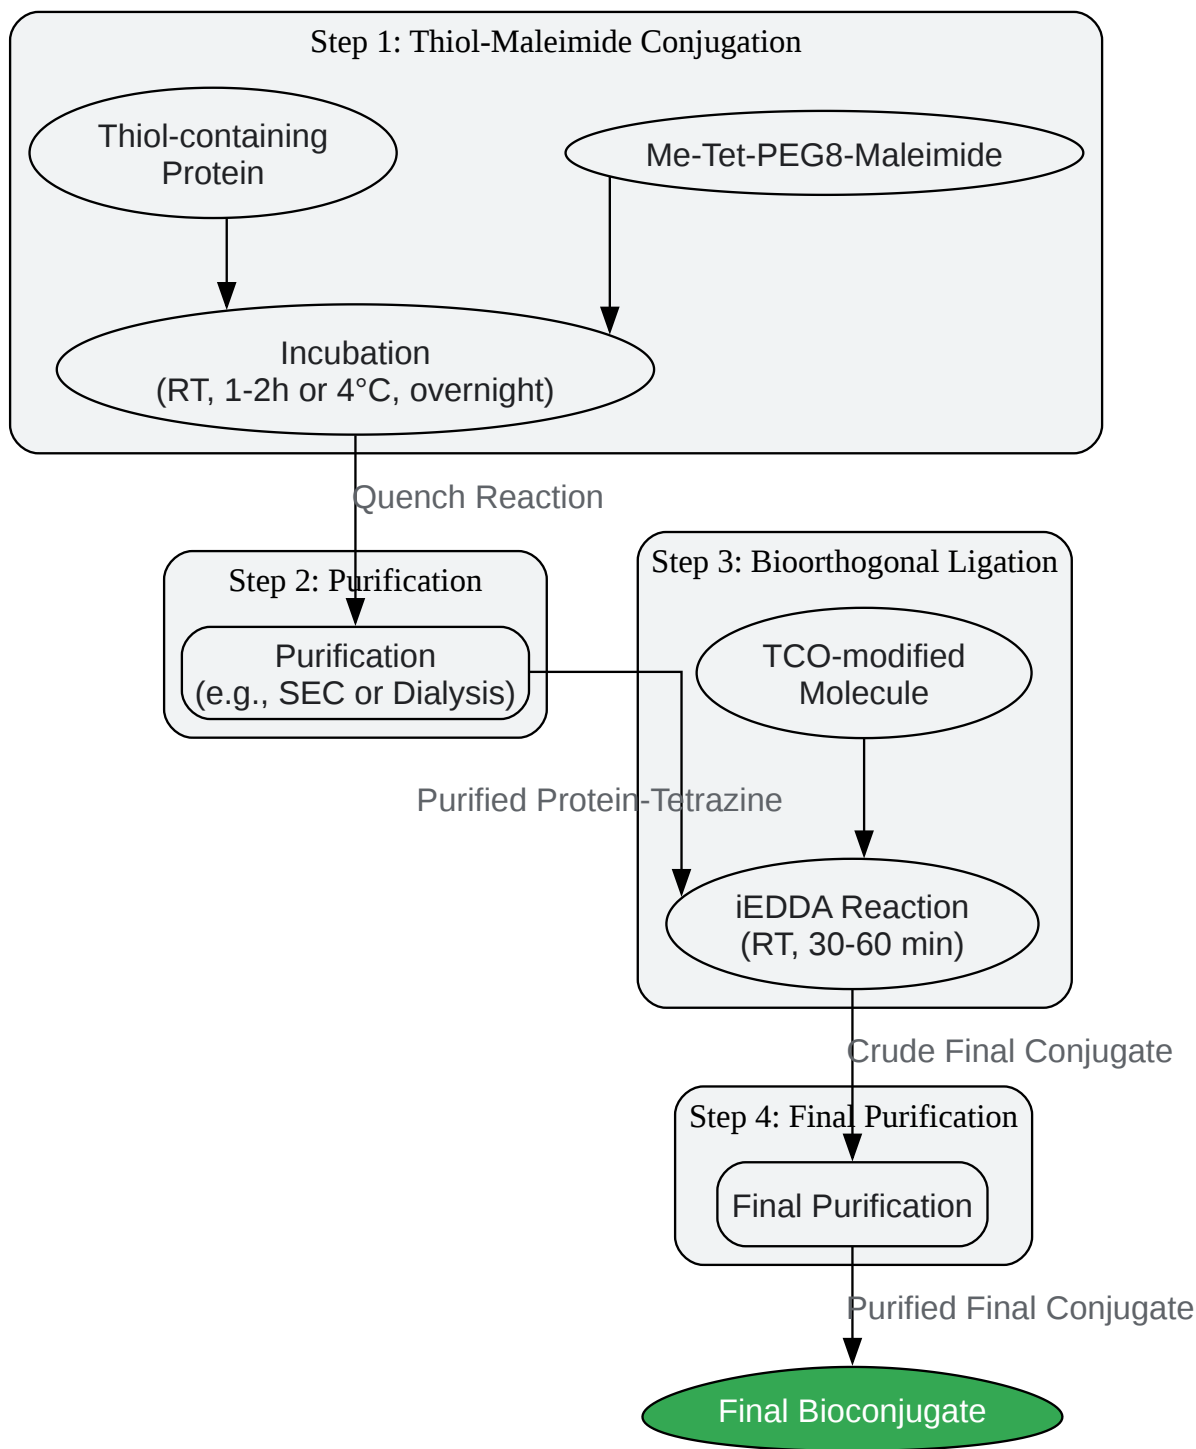 Step 1: Thiol-Maleimide Conjugation
Thiol-containing
Protein
Me-Tet-PEG8-Maleimide
Incubation
(RT, 1-2h or 4°C, overnight)
Quench Reaction
Step 2: Purification
Purification
(e.g., SEC or Dialysis)
Step 3: Bioorthogonal Ligation
TCO-modified
Molecule
Purified Protein-Tetrazine
iEDDA Reaction
(RT, 30-60 min)
Crude Final Conjugate
Step 4: Final Purification
Final Purification
Purified Final Conjugate
Final Bioconjugate